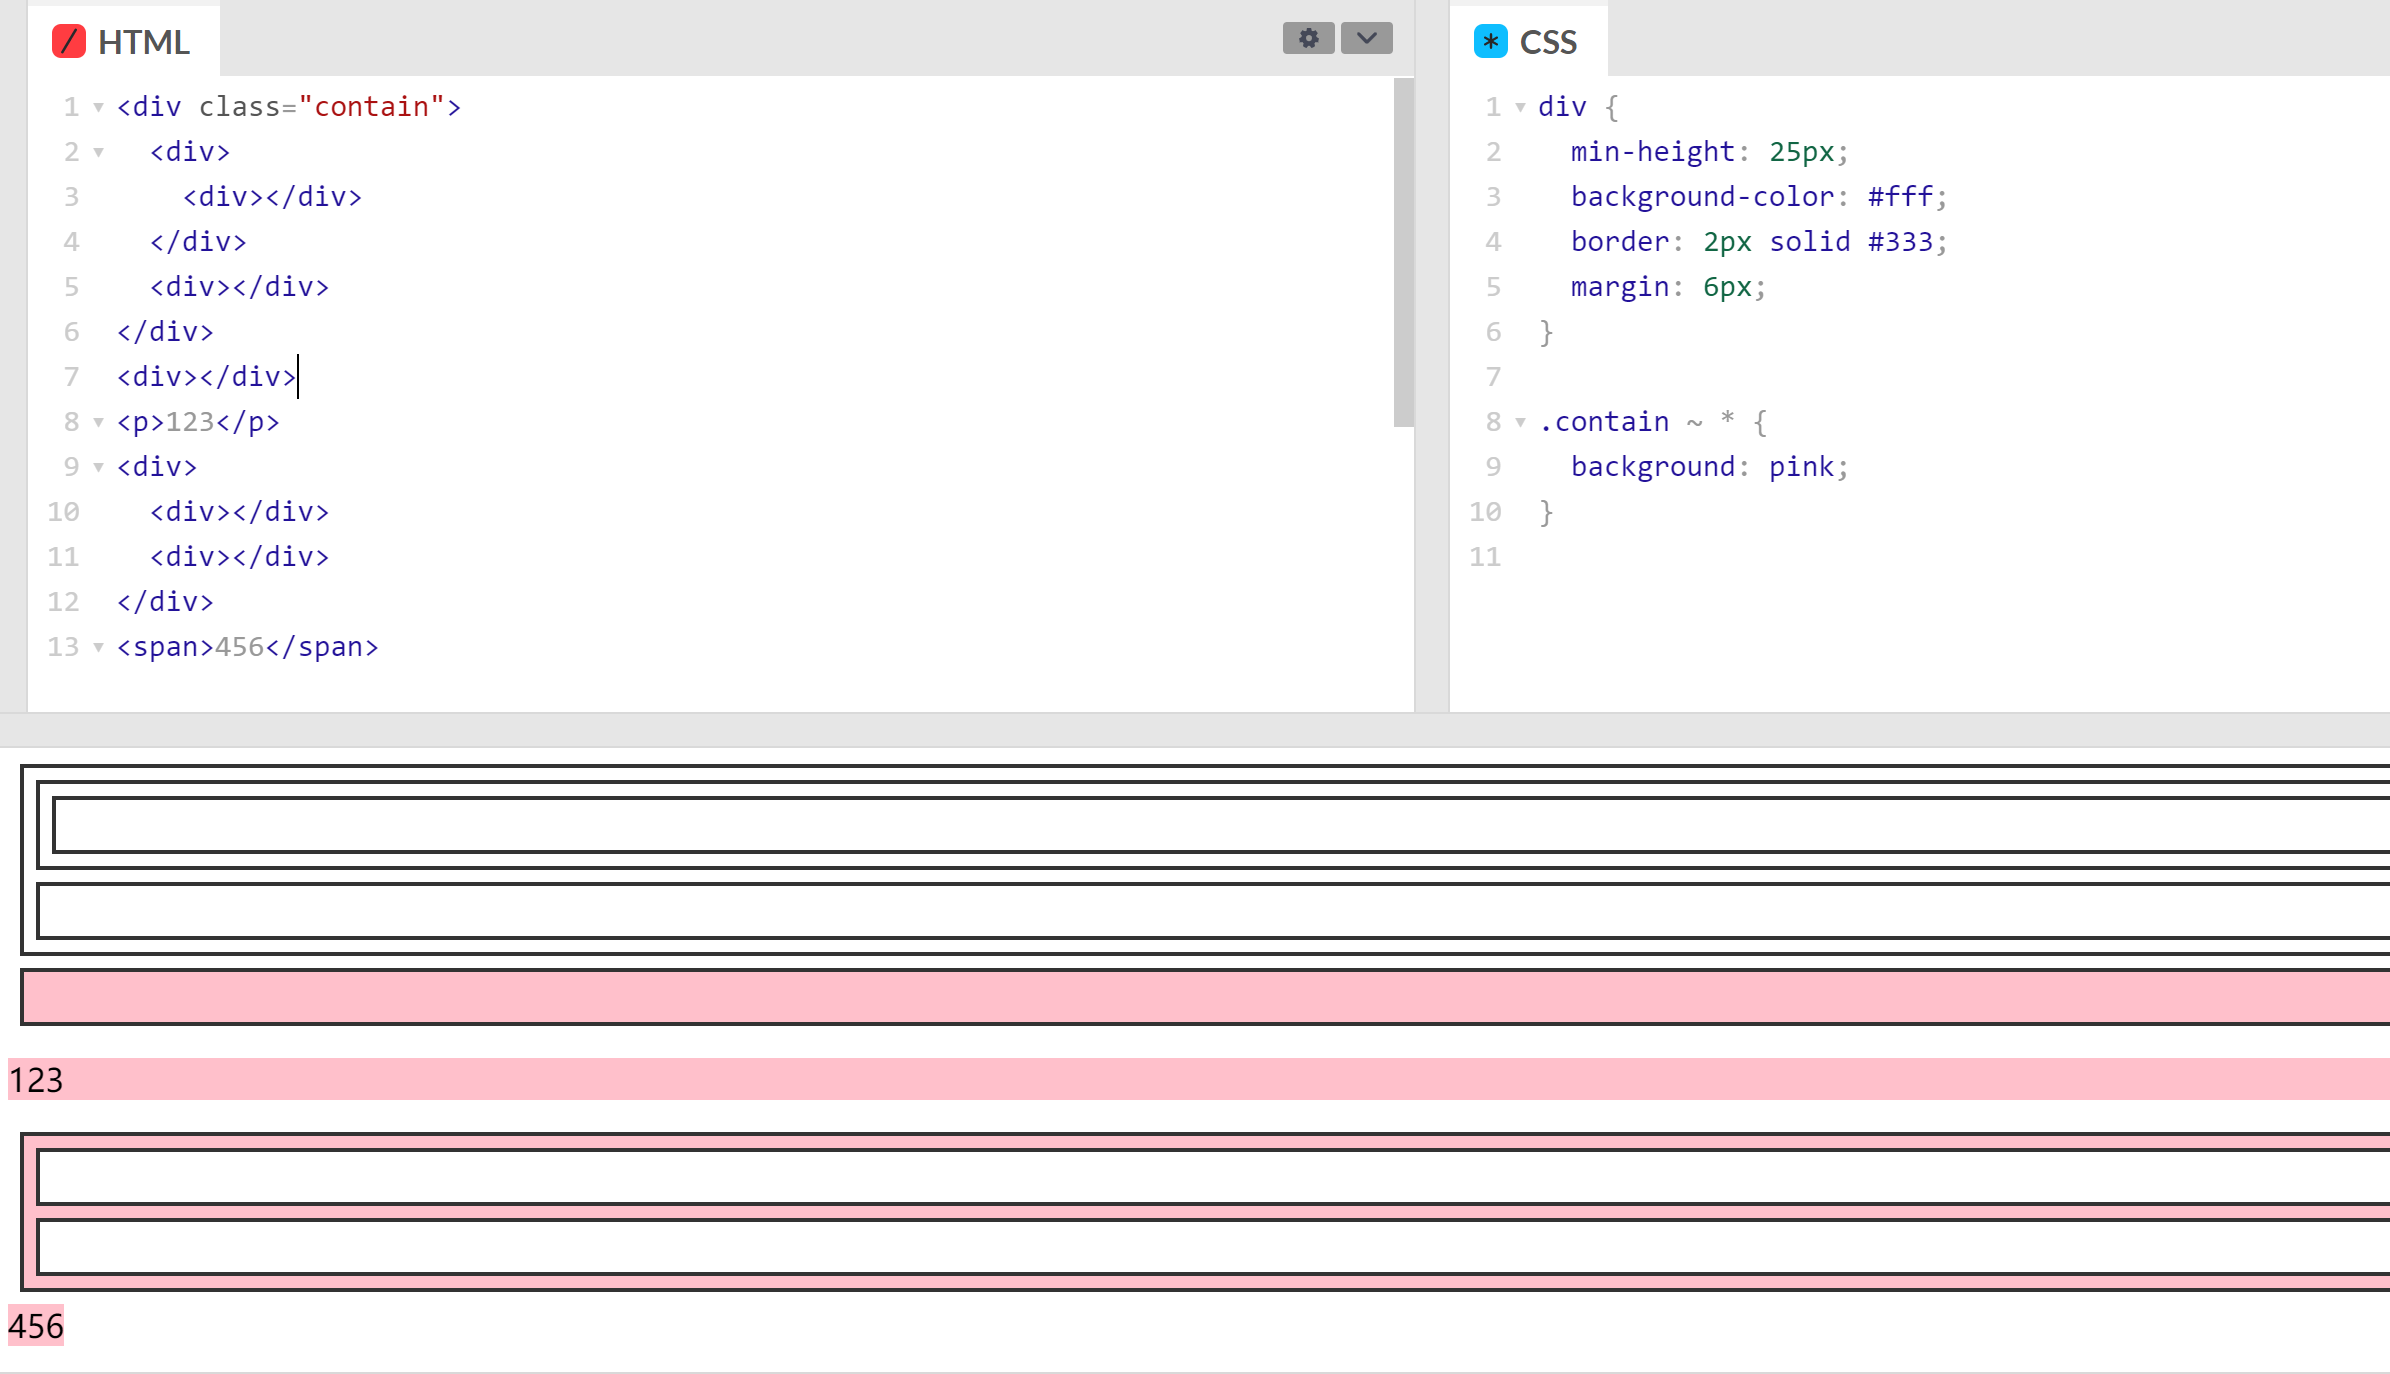 HTML
1 <div class="contain">
2 <div>
3 <div></div>
4 </div>
5 <div></div>
6 </div>
7 <div></div>
8 <p>123</p>
9 <div>
10 <div></div>
11 <div></div>
12 </div>
13 <span>456</span>
* CSS
1 div {
2 min-height: 25px;
3 background-color: #fff;
4 border: 2px solid #333;
5 margin: 6px;
6 }
7
8 .contain ~ * {
9 background: pink;
10 }
11
123
456